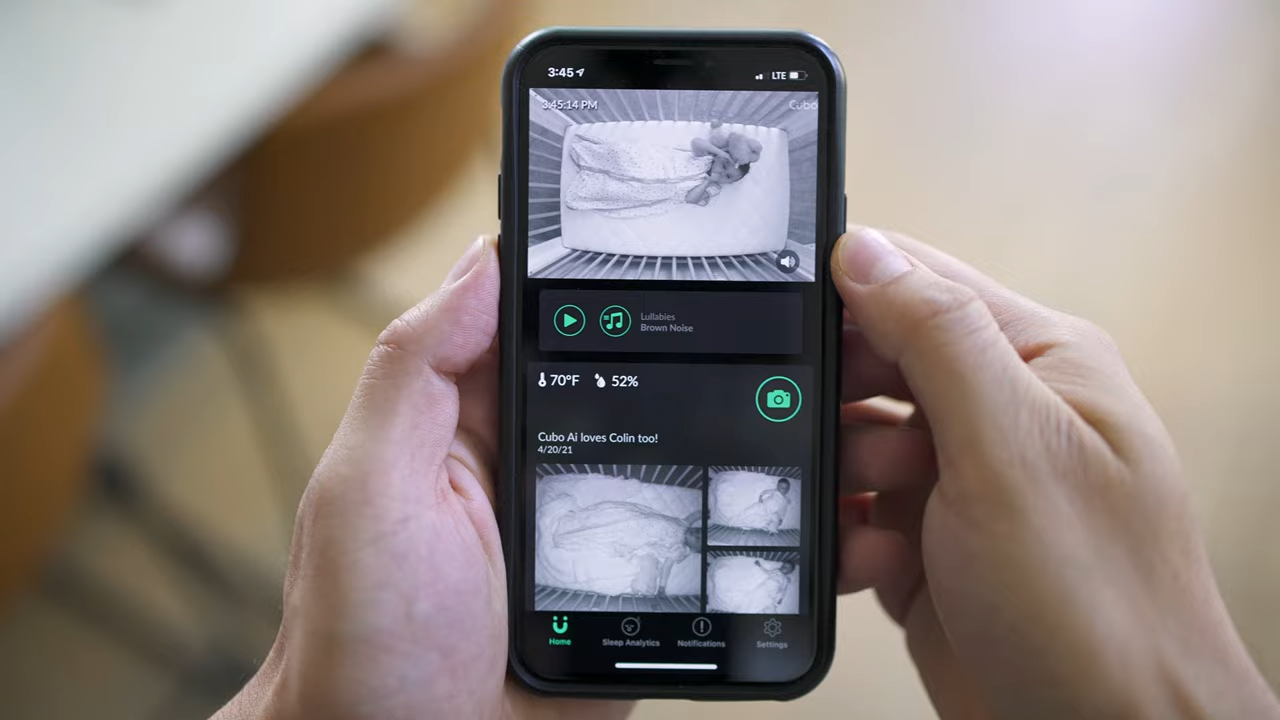 3:45
LTE
3:45:14 PM
Cubo
Lullabies
Brown Noise
70°F 52%
Cubo Ai loves Colin too!
4/20/21
Home Sleep Analytics Notifications Settings